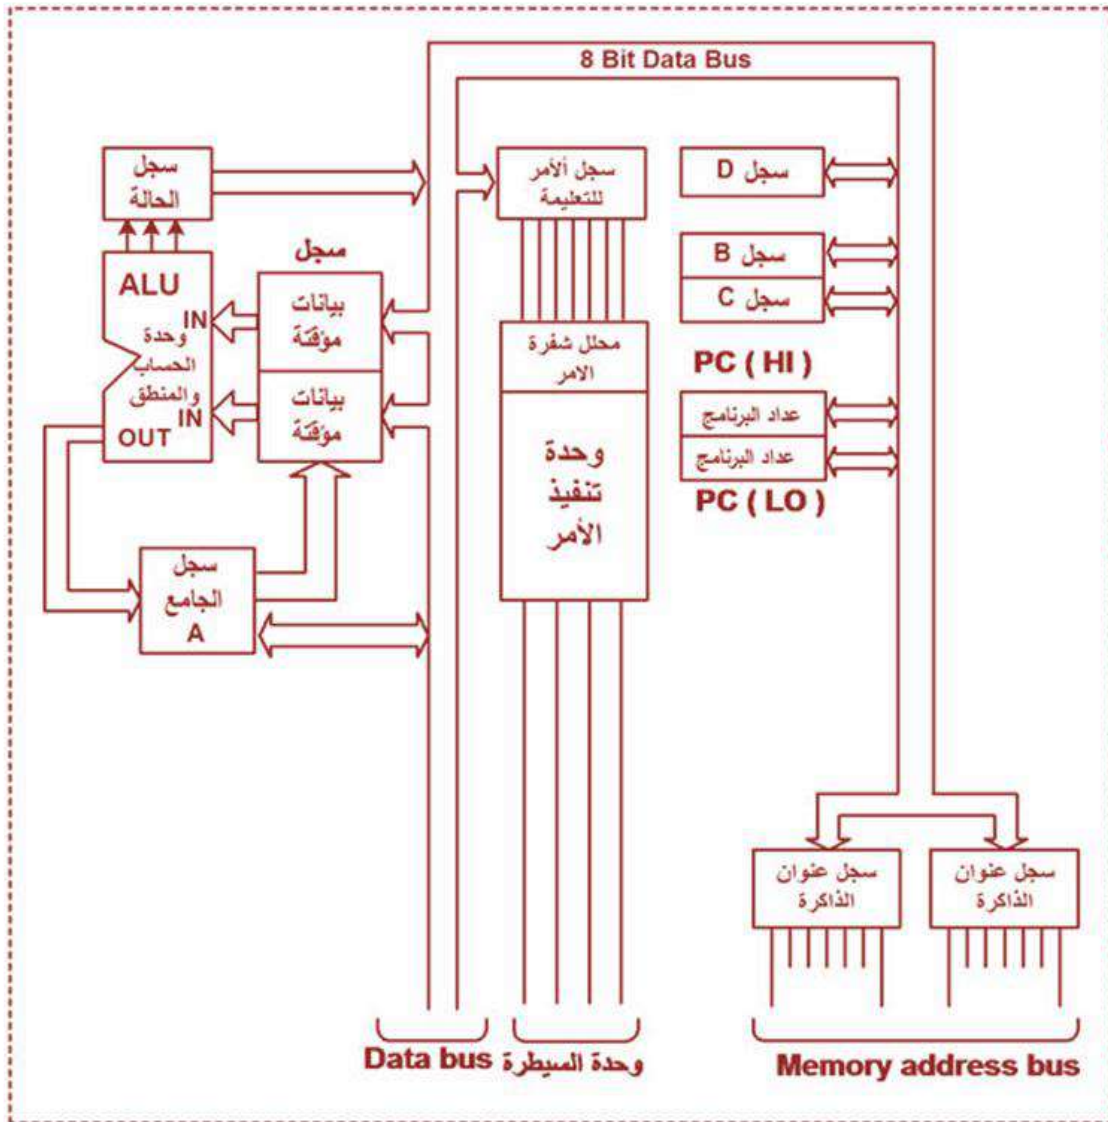 8 Bit Data Bus
سجل
الحالة
سجل ألأمر
للتعليمة
سجل D
سجل B
سجل C
ALU
IN
وحدة
الحساب
والمنطق
IN
OUT
سجل
بيانات
مؤقتة
بيانات
مؤقتة
محلل شفرة
الامر
وحدة
تنفيذ
الأمر
PC ( HI )
عداد البرنامج
عداد البرنامج
PC ( LO )
سجل
الجامع
A
سجل عنوان
الذاكرة
سجل عنوان
الذاكرة
Data bus
وحدة السيطرة
Memory address bus